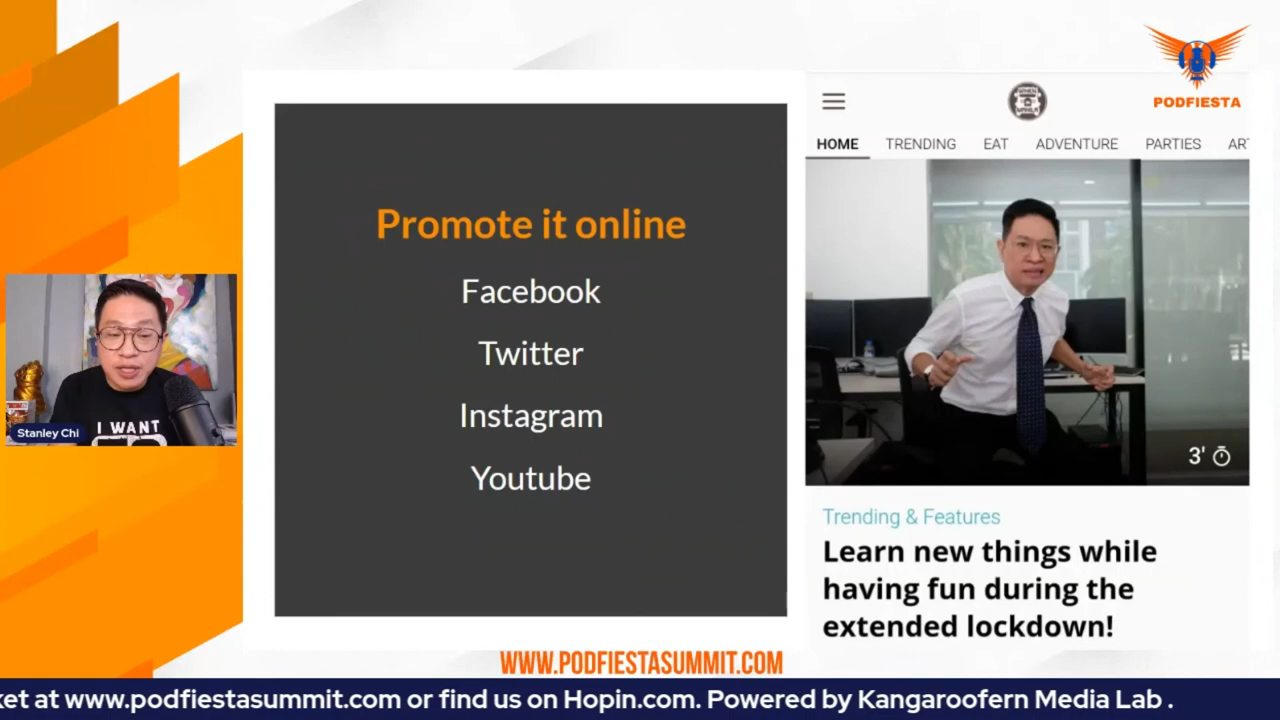 PODFIESTA
HOME TRENDING EAT ADVENTURE PARTIES
Promote it online
Facebook
Twitter
Instagram
Youtube
I WANT
Stanley Chi
3'
Trending & Features
Learn new things while
having fun during the
extended lockdown!
WWW.PODFIESTASUMMIT.COM
at www.podfiestasummit.com or find us on Hopin.com. Powered by Kangaroofern Media Lab .